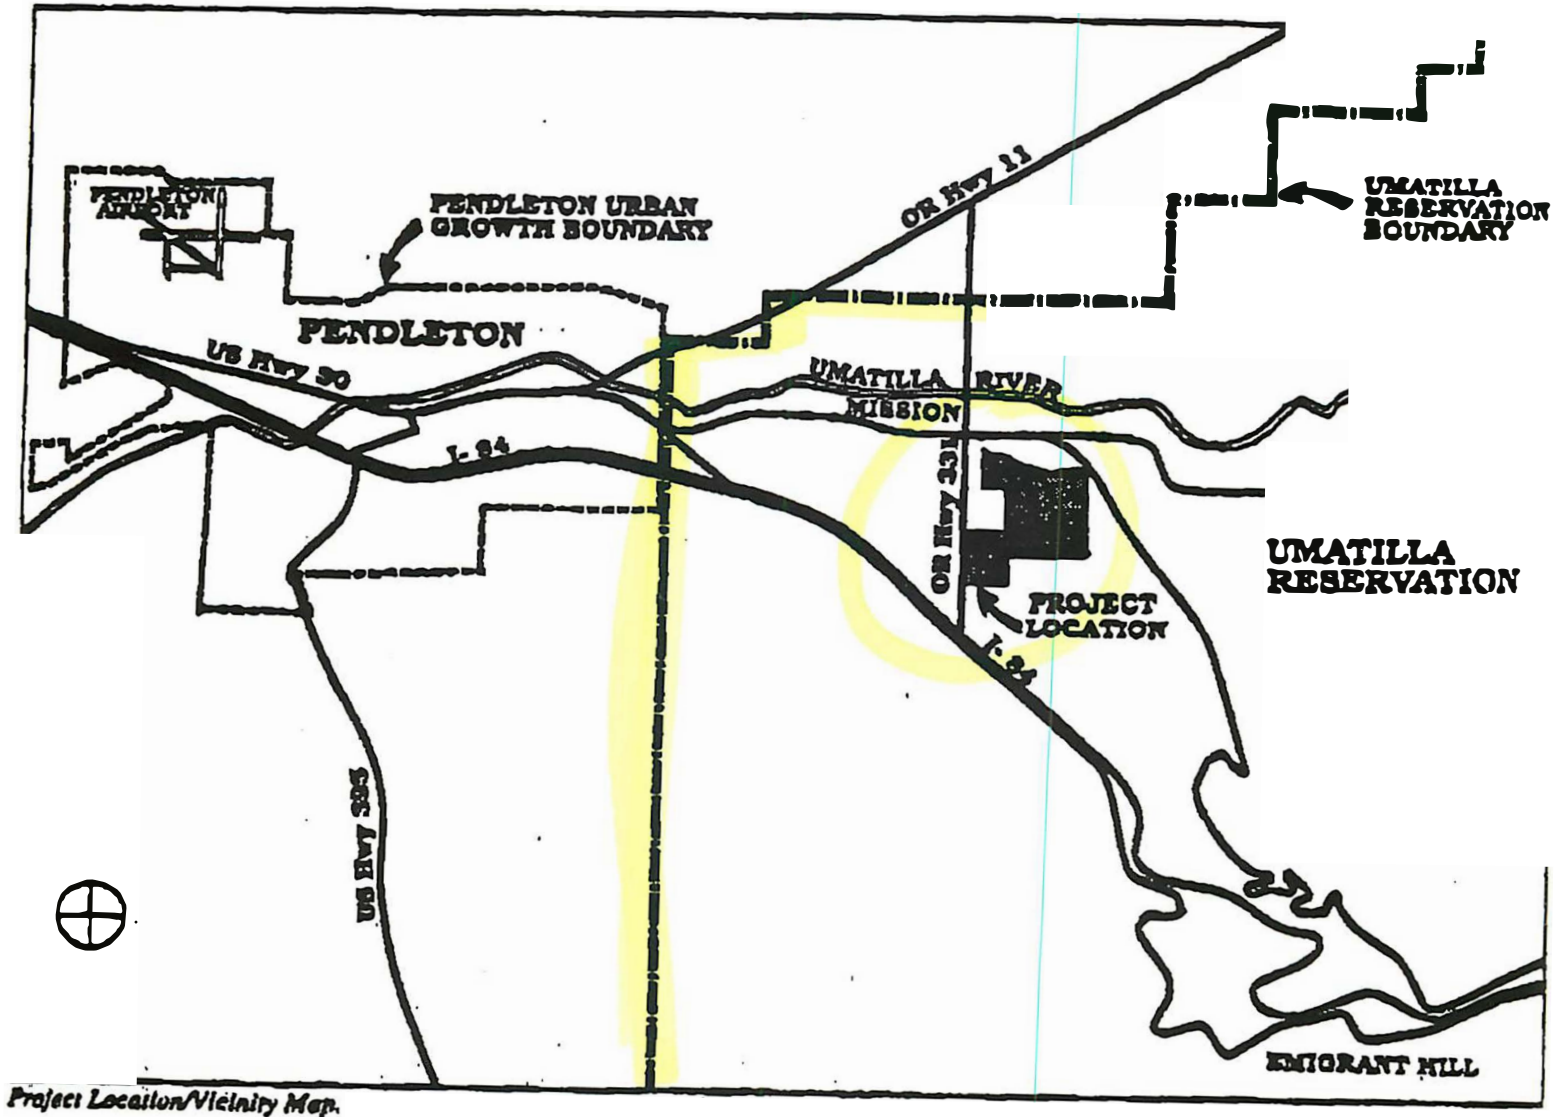 OR Hwy 11
UMATILLA
RESERVATION
BOUNDARY
PENDLETON
AIRPORT
PENDLETON URBAN
GROWTH BOUNDARY
PENDLETON
US Hwy 30
UMATILLA RIVER
MISSION
I-84
OR Hwy 331
UMATILLA
RESERVATION
PROJECT
LOCATION
I-84
US Hwy 395
EMIGRANT HILL
Project Location/Vicinity Map.